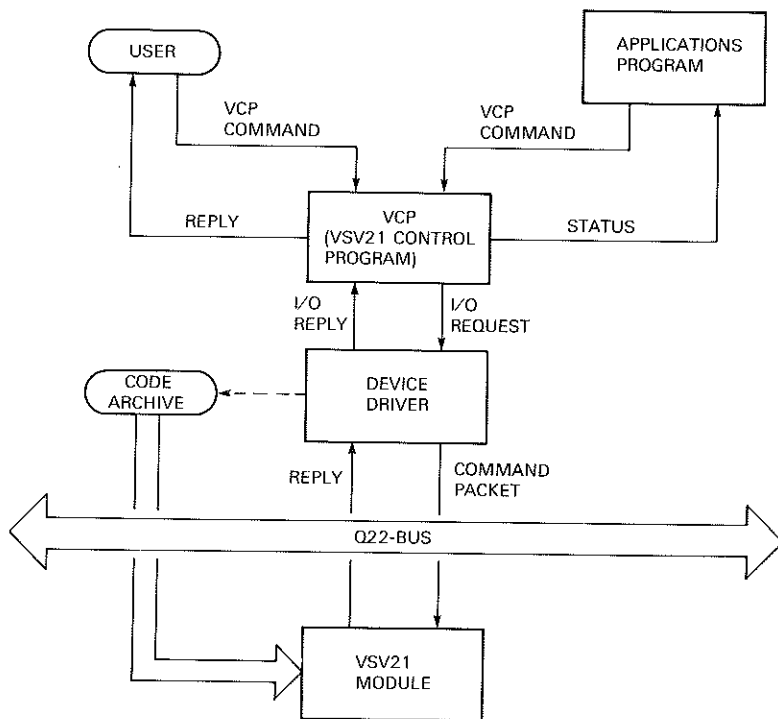 USER
APPLICATIONS
PROGRAM
VCP
COMMAND
VCP
COMMAND
REPLY
VCP
(VSV21 CONTROL
PROGRAM)
STATUS
I/O
REPLY
I/O
REQUEST
CODE
ARCHIVE
DEVICE
DRIVER
REPLY
COMMAND
PACKET
Q22-BUS
VSV21
MODULE